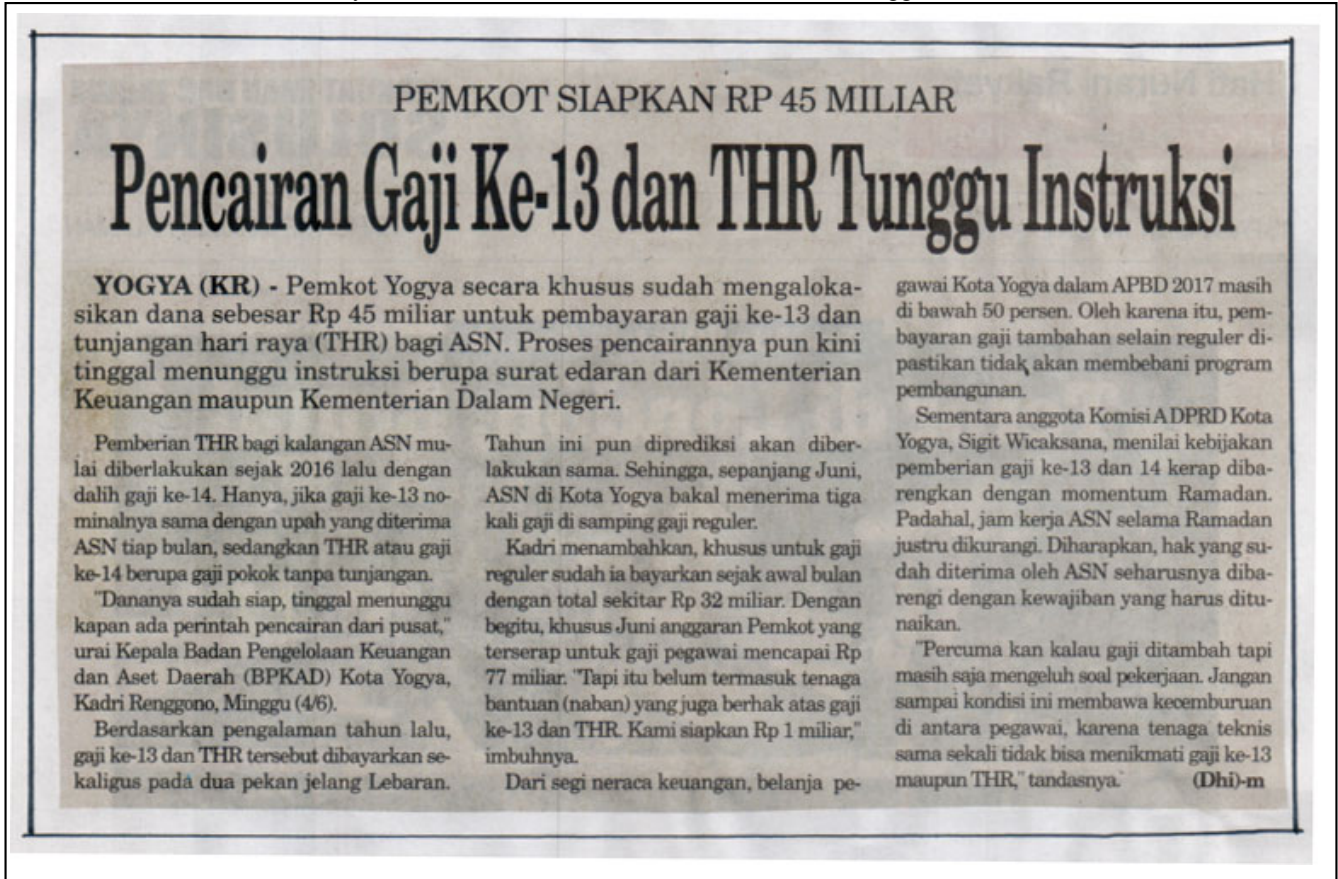 PEMKOT SIAPKAN RP 45 MILIAR
Pencairan Gaji Ke-13 dan THR Tunggu Instruksi
YOGYA (KR) - Pemkot Yogya secara khusus sudah mengaloka-
sikan dana sebesar Rp 45 miliar untuk pembayaran gaji ke-13 dan
tunjangan hari raya (THR) bagi ASN. Proses pencairannya pun kini
tinggal menunggu instruksi berupa surat edaran dari Kementerian
Keuangan maupun Kementerian Dalam Negeri.
Pemberian THR bagi kalangan ASN mu-
lai diberlakukan sejak 2016 lalu dengan
dalih gaji ke-14. Hanya, jika gaji ke-13 no-
minalnya sama dengan upah yang diterima
ASN tiap bulan, sedangkan THR atau gaji
ke-14 berupa gaji pokok tanpa tunjangan.
"Dananya sudah siap, tinggal menunggu
kapan ada perintah pencairan dari pusat,"
urai Kepala Badan Pengelolaan Keuangan
dan Aset Daerah (BPKAD) Kota Yogya,
Kadri Renggono, Minggu (4/6).
Berdasarkan pengalaman tahun lalu,
gaji ke-13 dan THR tersebut dibayarkan se-
kaligus pada dua pekan jelang Lebaran.
Tahun ini pun diprediksi akan diber-
lakukan sama. Sehingga, sepanjang Juni,
ASN di Kota Yogya bakal menerima tiga
kali gaji di samping gaji reguler.
Kadri menambahkan, khusus untuk gaji
reguler sudah ia bayarkan sejak awal bulan
dengan total sekitar Rp 32 miliar. Dengan
begitu, khusus Juni anggaran Pemkot yang
terserap untuk gaji pegawai mencapai Rp
77 miliar. "Tapi itu belum termasuk tenaga
bantuan (naban) yang juga berhak atas gaji
ke-13 dan THR. Kami siapkan Rp 1 miliar,"
imbuhnya.
Dari segi neraca keuangan, belanja pe-
gawai Kota Yogya dalam APBD 2017 masih
di bawah 50 persen. Oleh karena itu, pem-
bayaran gaji tambahan selain reguler di-
pastikan tidak akan membebani program
pembangunan.
Sementara anggota Komisi A DPRD Kota
Yogya, Sigit Wicaksana, menilai kebijakan
pemberian gaji ke-13 dan 14 kerap diba-
rengkan dengan momentum Ramadan.
Padahal, jam kerja ASN selama Ramadan
justru dikurangi. Diharapkan, hak yang su-
dah diterima oleh ASN seharusnya diba-
rengi dengan kewajiban yang harus ditu-
naikan.
"Percuma kan kalau gaji ditambah tapi
masih saja mengeluh soal pekerjaan. Jangan
sampai kondisi ini membawa kecemburuan
di antara pegawai, karena tenaga teknis
sama sekali tidak bisa menikmati gaji ke-13
maupun THR," tandasnya. (Dhi)-m